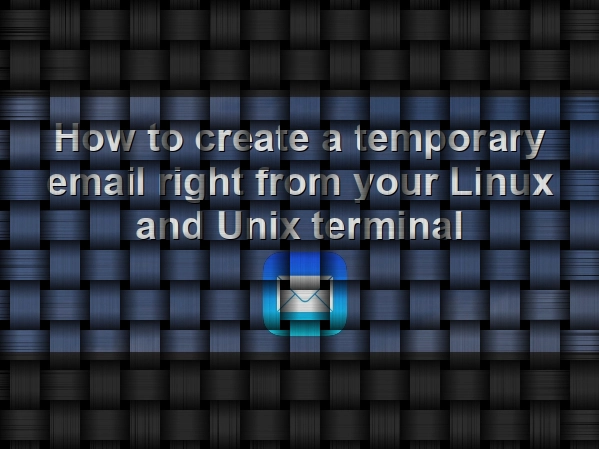 How to create a temporary
email right from your Linux
and Unix terminal